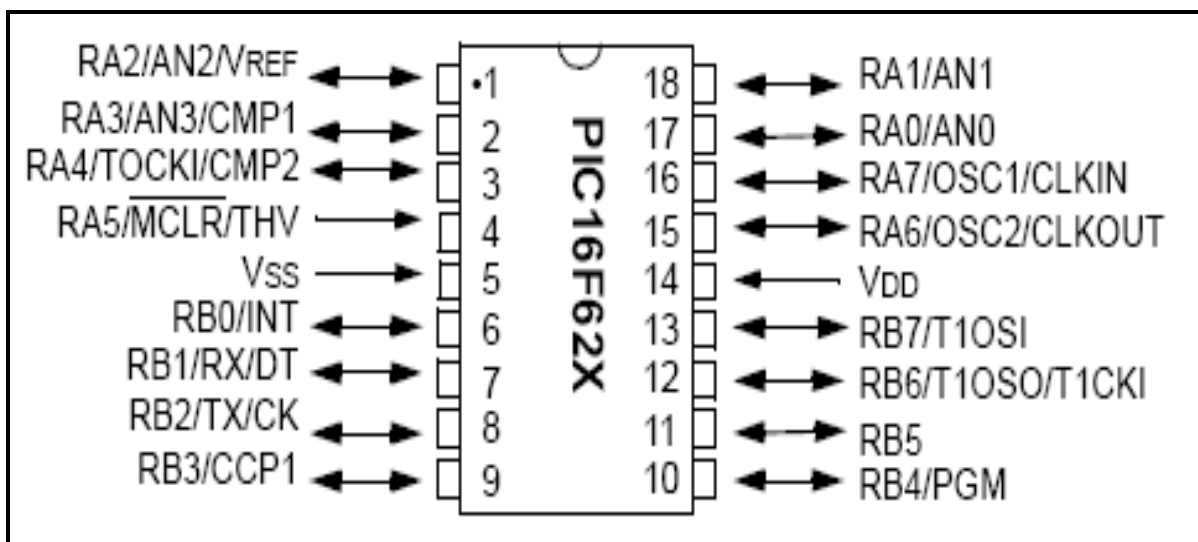 RA2/AN2/VREF
RA3/AN3/CMP1
RA4/TOCKI/CMP2
RA5/MCLR/THV
VSS
RB0/INT
RB1/RX/DT
RB2/TX/CK
RB3/CCP1
•1
2
3
4
5
6
7
8
9
PIC16F62X
18
17
16
15
14
13
12
11
10
RA1/AN1
RA0/AN0
RA7/OSC1/CLKIN
RA6/OSC2/CLKOUT
VDD
RB7/T1OSI
RB6/T1OSO/T1CKI
RB5
RB4/PGM